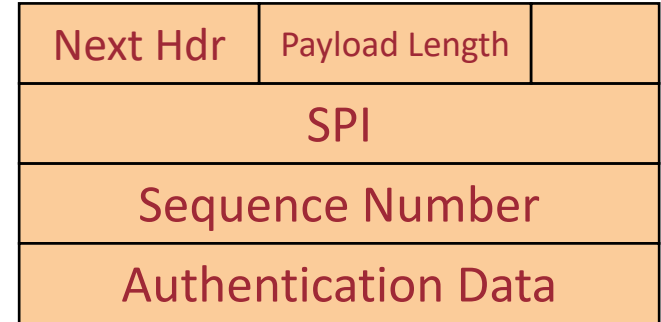 Next Hdr Payload Length
SPI
Sequence Number
Authentication Data